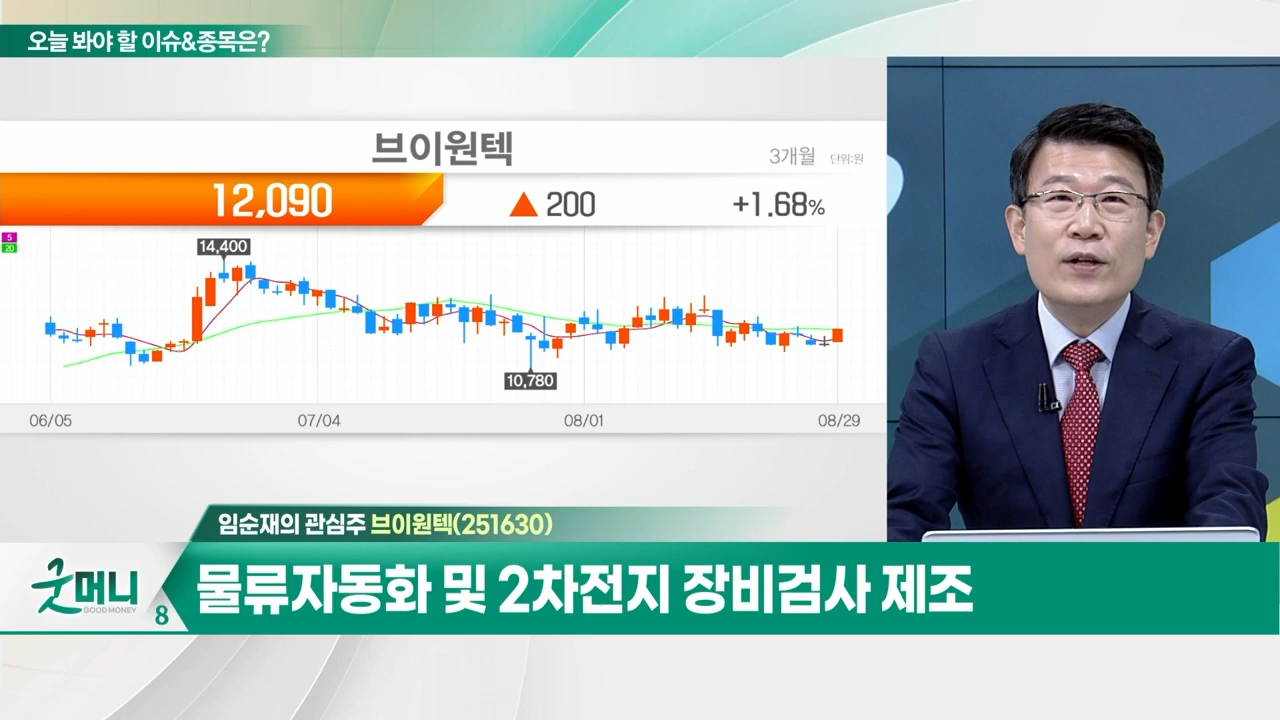 오늘 봐야 할 이슈&종목은?
브이원텍
3개월 단위:원
12,090 ▲ 200 +1.68%
5
20
14,400
10,780
06/05 07/04 08/01 08/29
임순재의 관심주 브이원텍(251630)
굿머니
GOOD MONEY
8
물류자동화 및 2차전지 장비검사 제조